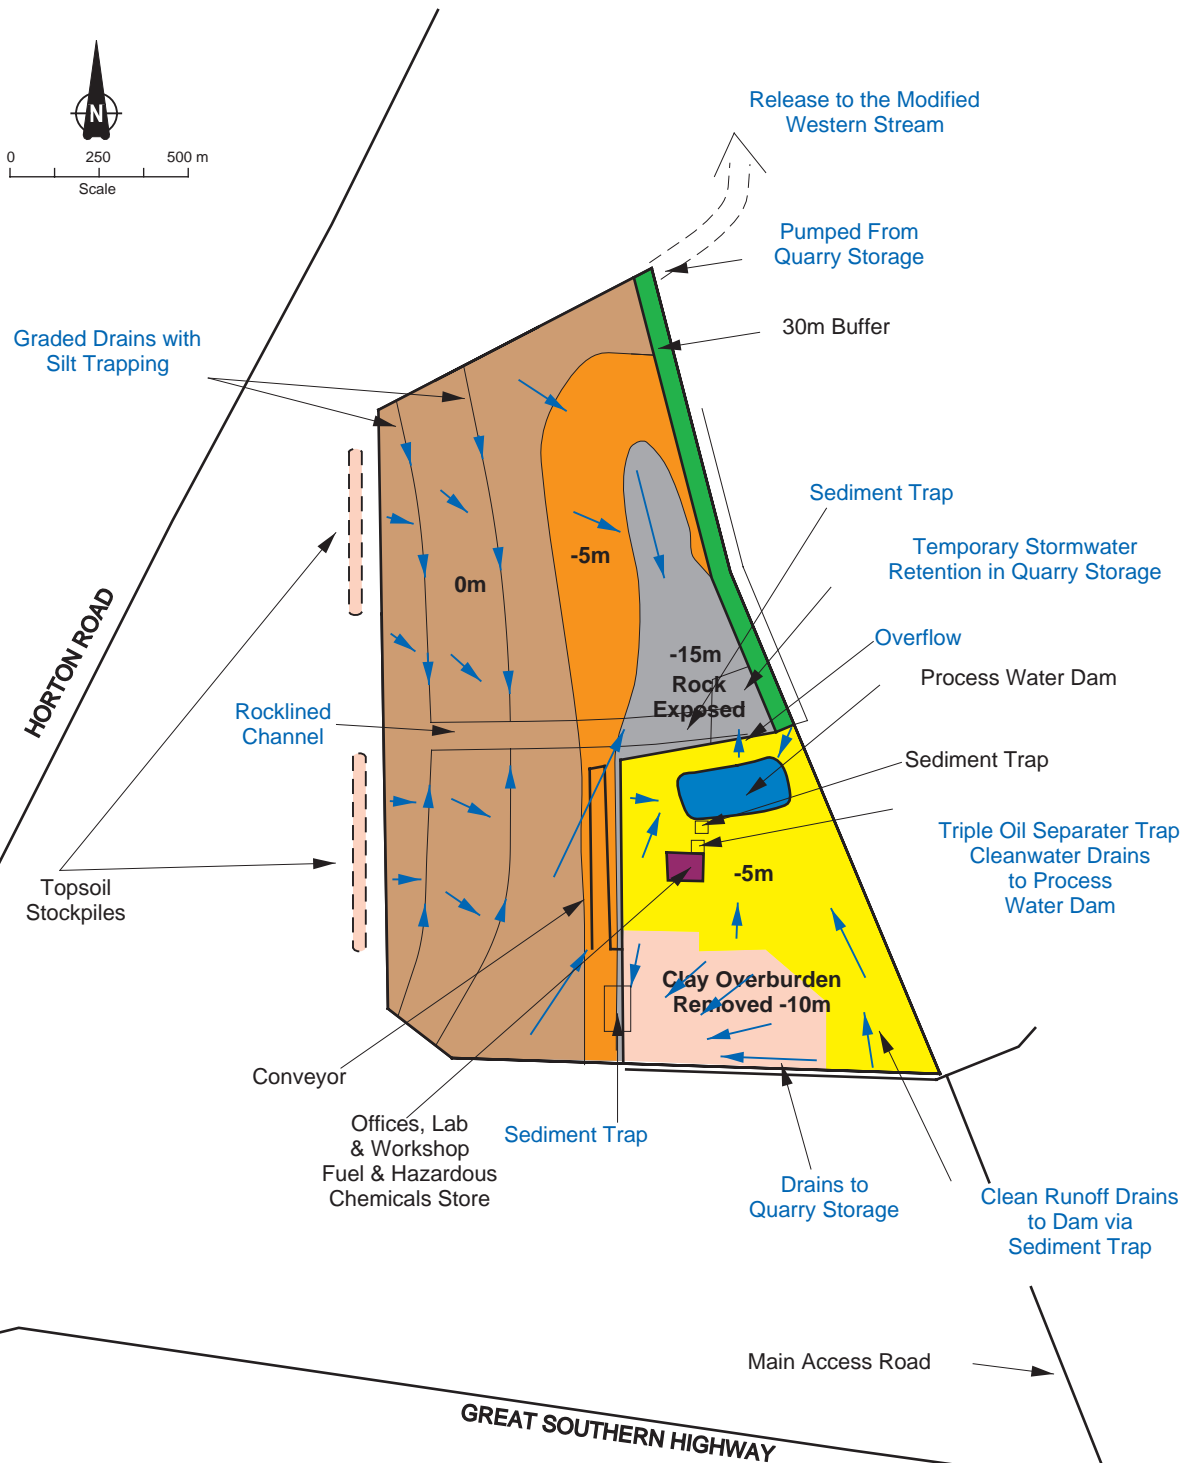 Release to the Modified
Western Stream
N
0 250 500 m
Scale
Pumped From
Quarry Storage
30m Buffer
Graded Drains with
Silt Trapping
Sediment Trap
Temporary Stormwater
Retention in Quarry Storage
-5m
0m
HORTON ROAD
Overflow
-15m
Rock
Exposed
Process Water Dam
Rocklined
Channel
Sediment Trap
Triple Oil Separater Trap
Cleanwater Drains
to Process
Water Dam
-5m
Topsoil
Stockpiles
Clay Overburden
Removed -10m
Conveyor
Offices, Lab
& Workshop
Fuel & Hazardous
Chemicals Store
Sediment Trap
Drains to
Quarry Storage
Clean Runoff Drains
to Dam via
Sediment Trap
Main Access Road
GREAT SOUTHERN HIGHWAY